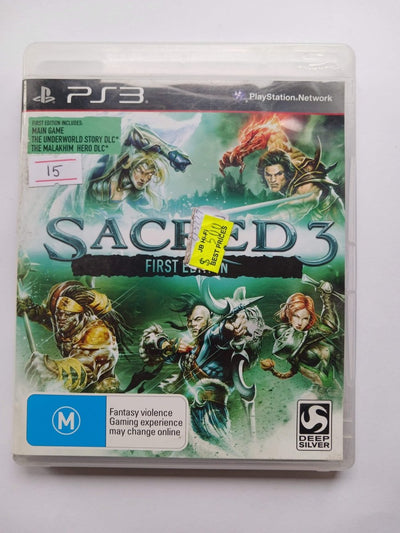 PS3
PlayStation®Network
FIRST EDITION INCLUDES:
MAIN GAME
THE UNDERWORLD STORY DLC*
THE MALAKHIM HERO DLC*
15
SACRED 3
FIRST EDITION
JB HI-FI
BEST PRICES
M
Fantasy violence
Gaming experience
may change online
DEEP
SILVER